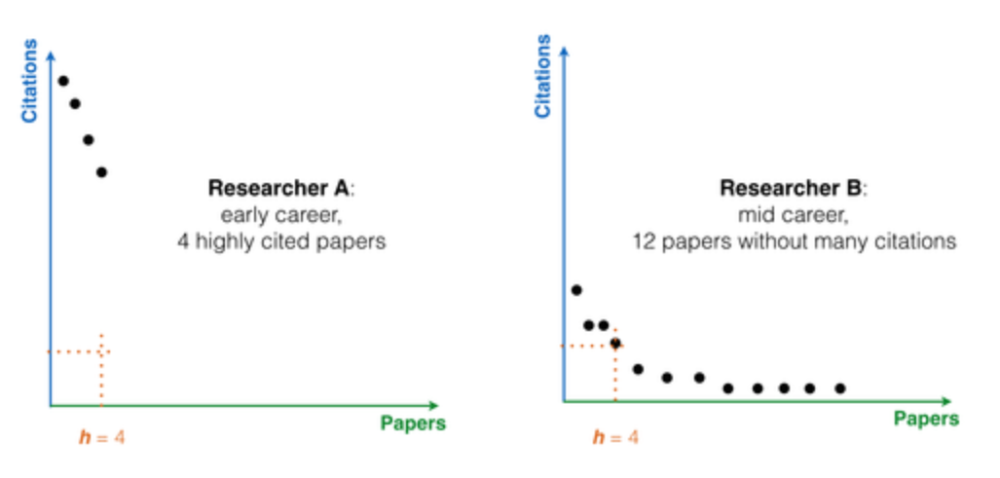 Citations
Researcher A:
early career,
4 highly cited papers
Papers
h = 4
Citations
Researcher B:
mid career,
12 papers without many citations
Papers
h = 4